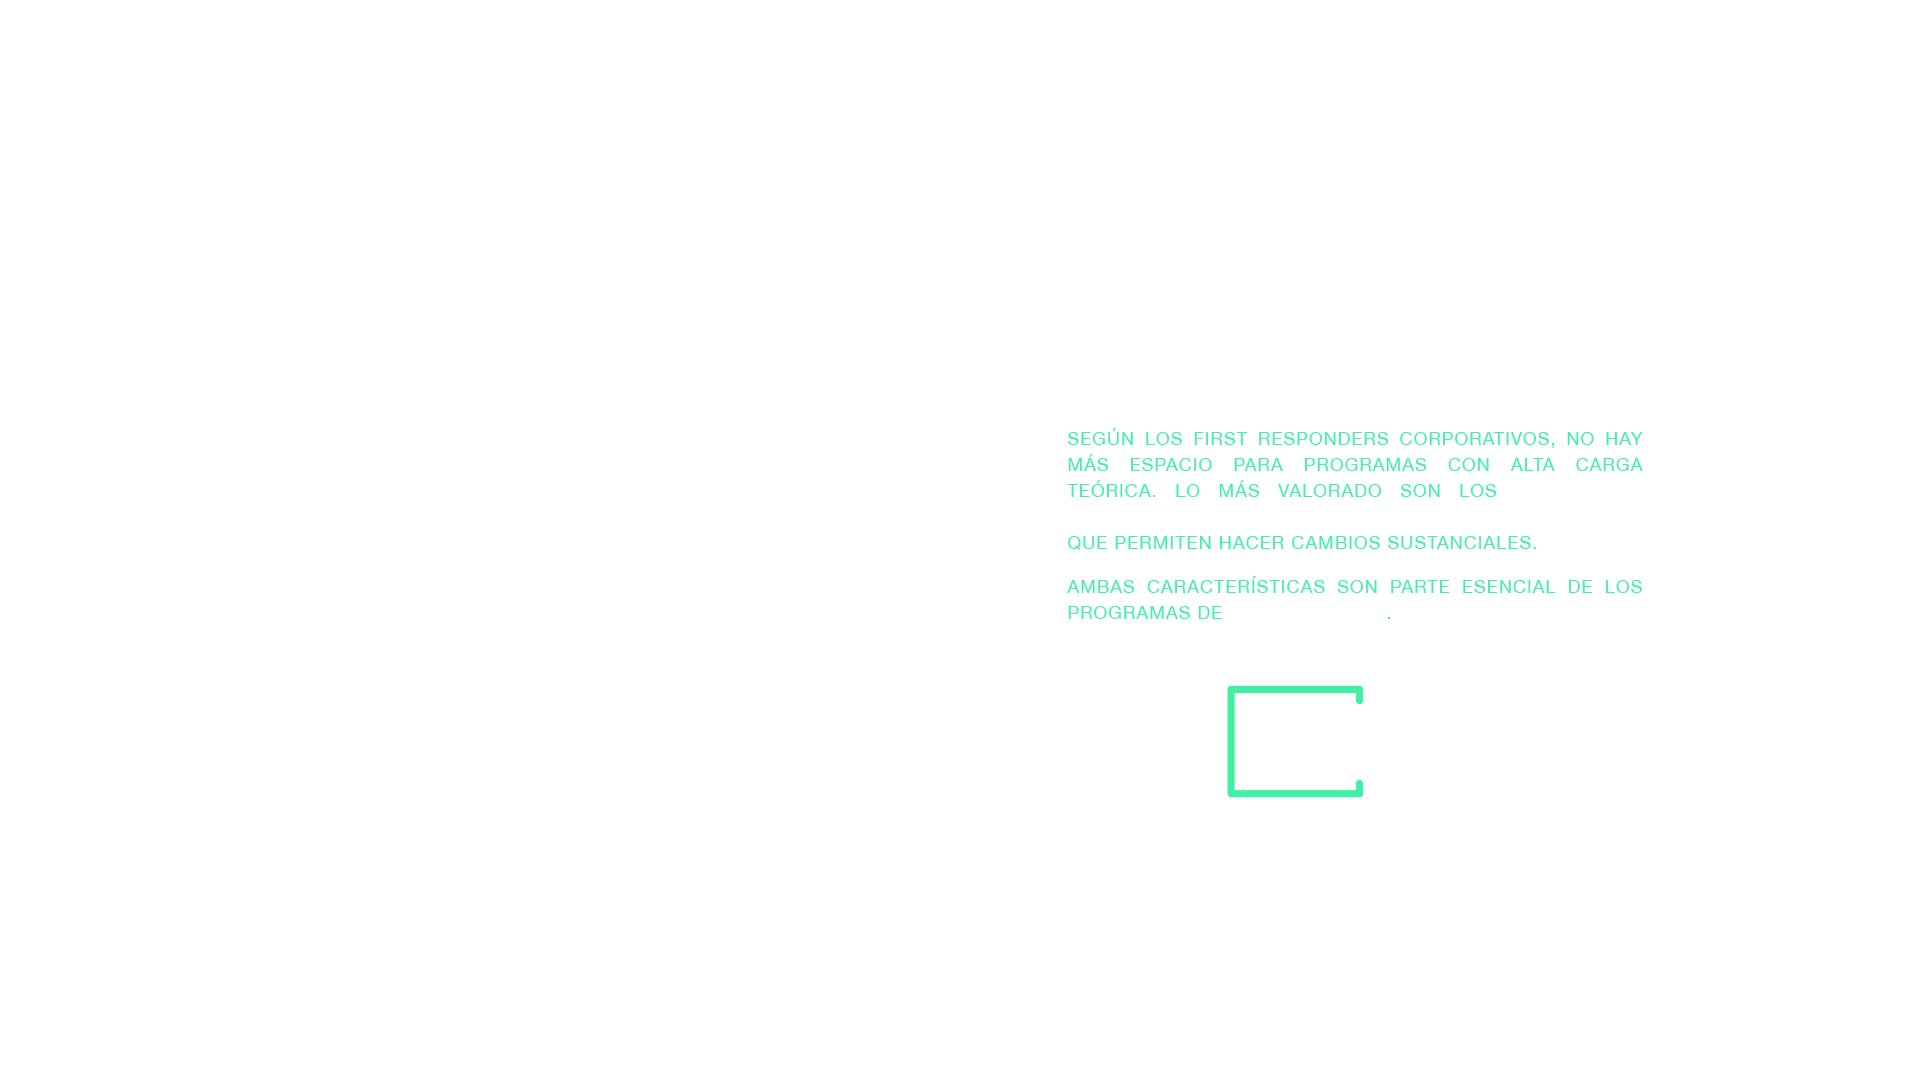 SEGÚN LOS FIRST RESPONDERS CORPORATIVOS, NO HAY
MÁS ESPACIO PARA PROGRAMAS CON ALTA CARGA
TEÓRICA. LO MÁS VALORADO SON LOS
QUE PERMITEN HACER CAMBIOS SUSTANCIALES.
AMBAS CARACTERÍSTICAS SON PARTE ESENCIAL DE LOS
PROGRAMAS DE .